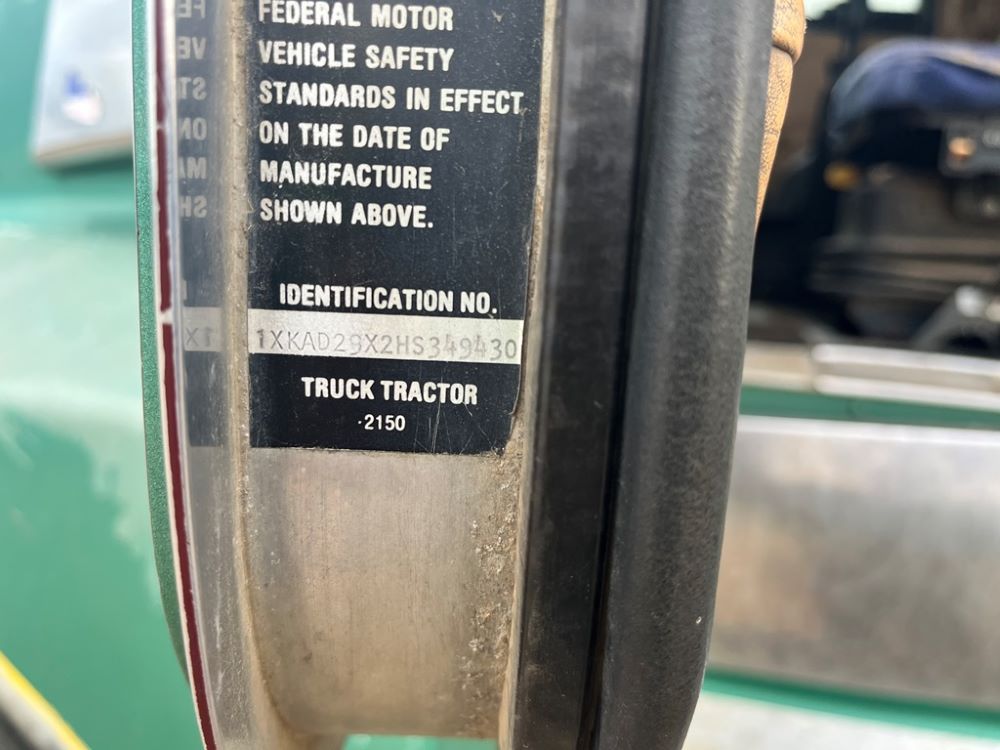 FEDERAL MOTOR
VEHICLE SAFETY
STANDARDS IN EFFECT
ON THE DATE OF
MANUFACTURE
SHOWN ABOVE.
IDENTIFICATION NO.
1XKAD29X2HS349430
TRUCK TRACTOR
·2150